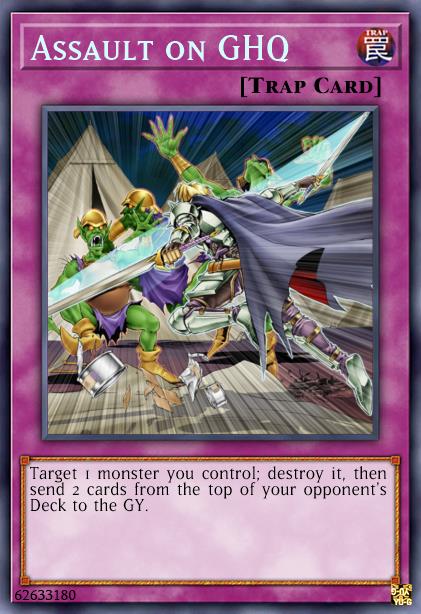 Assault on GHQ
TRAP
罠
[Trap Card]
Target 1 monster you control; destroy it, then
send 2 cards from the top of your opponent's
Deck to the GY.
62633180